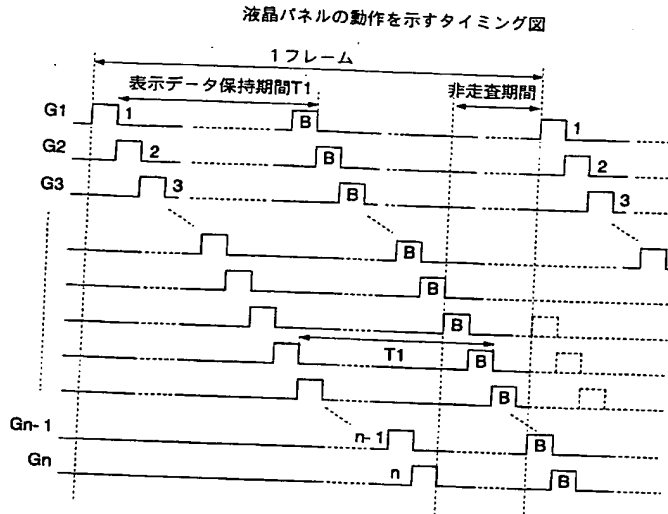 液晶パネルの動作を示すタイミング図
1フレーム
表示データ保持期間T1
非走査期間
G1 1 B 1
G2 2 B 2
G3 3 B 3
B
B
B
T1 B
B
Gn-1 n-1 B
Gn n B